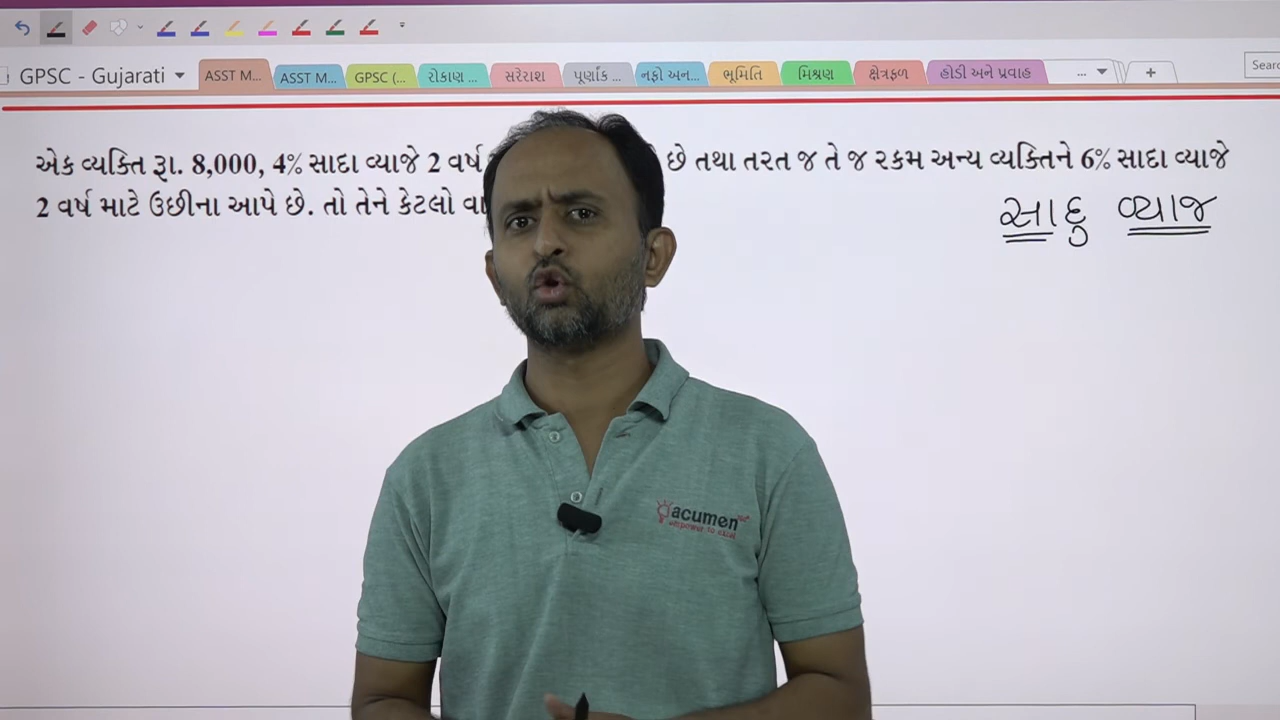 GPSC - Gujarati
ASST M...
ASST M...
GPSC (...
રોકાણ ...
સરેરાશ
પૂર્ણાંક ...
નફો અન...
ભૂમિતિ
મિશ્રણ
ક્ષેત્રફળ
હોડી અને પ્રવાહ
...
Searc
એક વ્યક્તિ રૂા. 8,000, 4% સાદા વ્યાજે 2 વર્ષ છે તથા તરત જ તે જ રકમ અન્ય વ્યક્તિને 6% સાદા વ્યાજે
2 વર્ષ માટે ઉછીના આપે છે. તો તેને કેટલો વા
સાદુ વ્યાજ
acumen